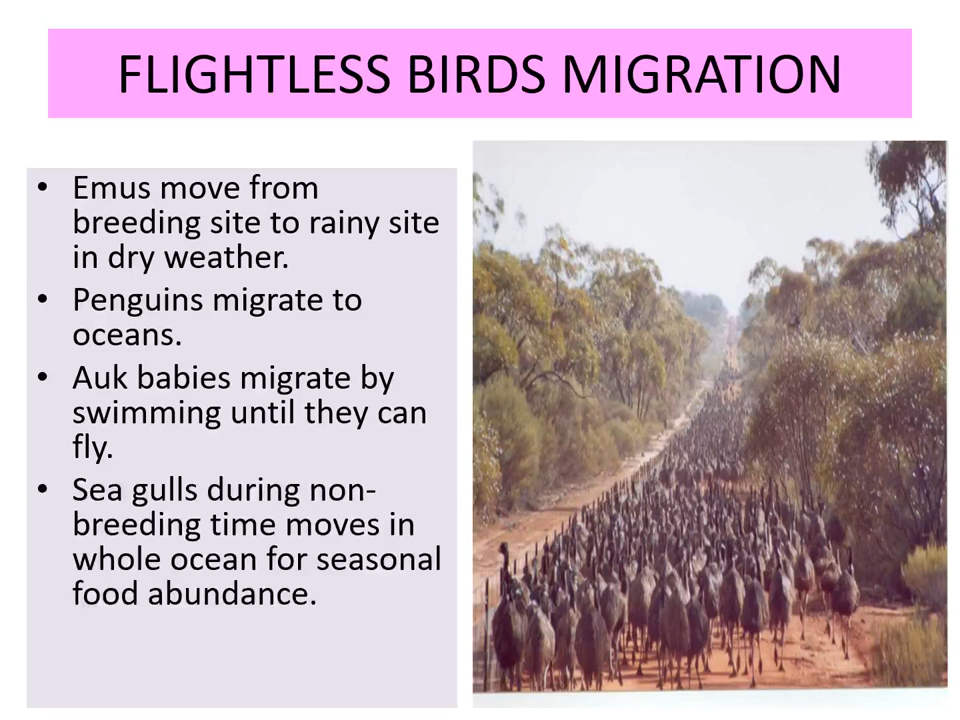 FLIGHTLESS BIRDS MIGRATION
• Emus move from
breeding site to rainy site
in dry weather.
• Penguins migrate to
oceans.
• Auk babies migrate by
swimming until they can
fly.
• Sea gulls during non-
breeding time moves in
whole ocean for seasonal
food abundance.